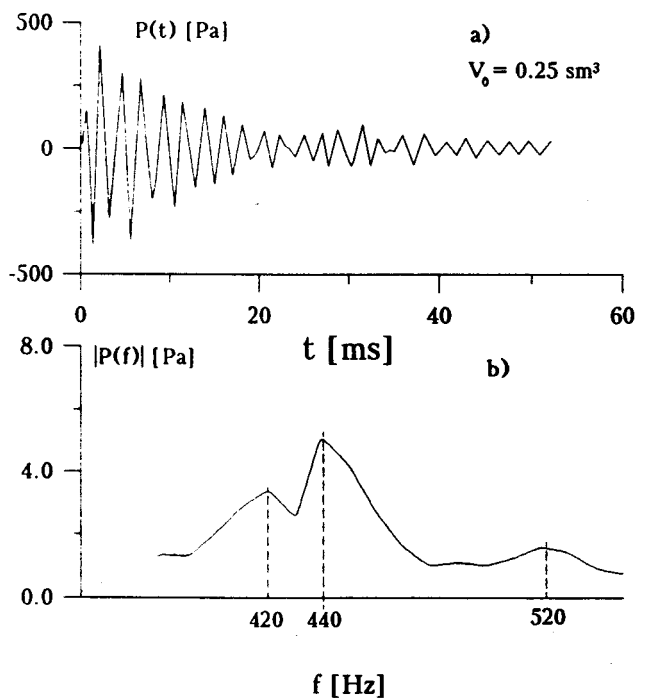 500
P(t) [Pa]
a)
V₀ = 0.25 sm³
0
-500
0 20 40 60
t [ms]
8.0
|P(f)| [Pa]
b)
4.0
0.0
420 440 520
f [Hz]